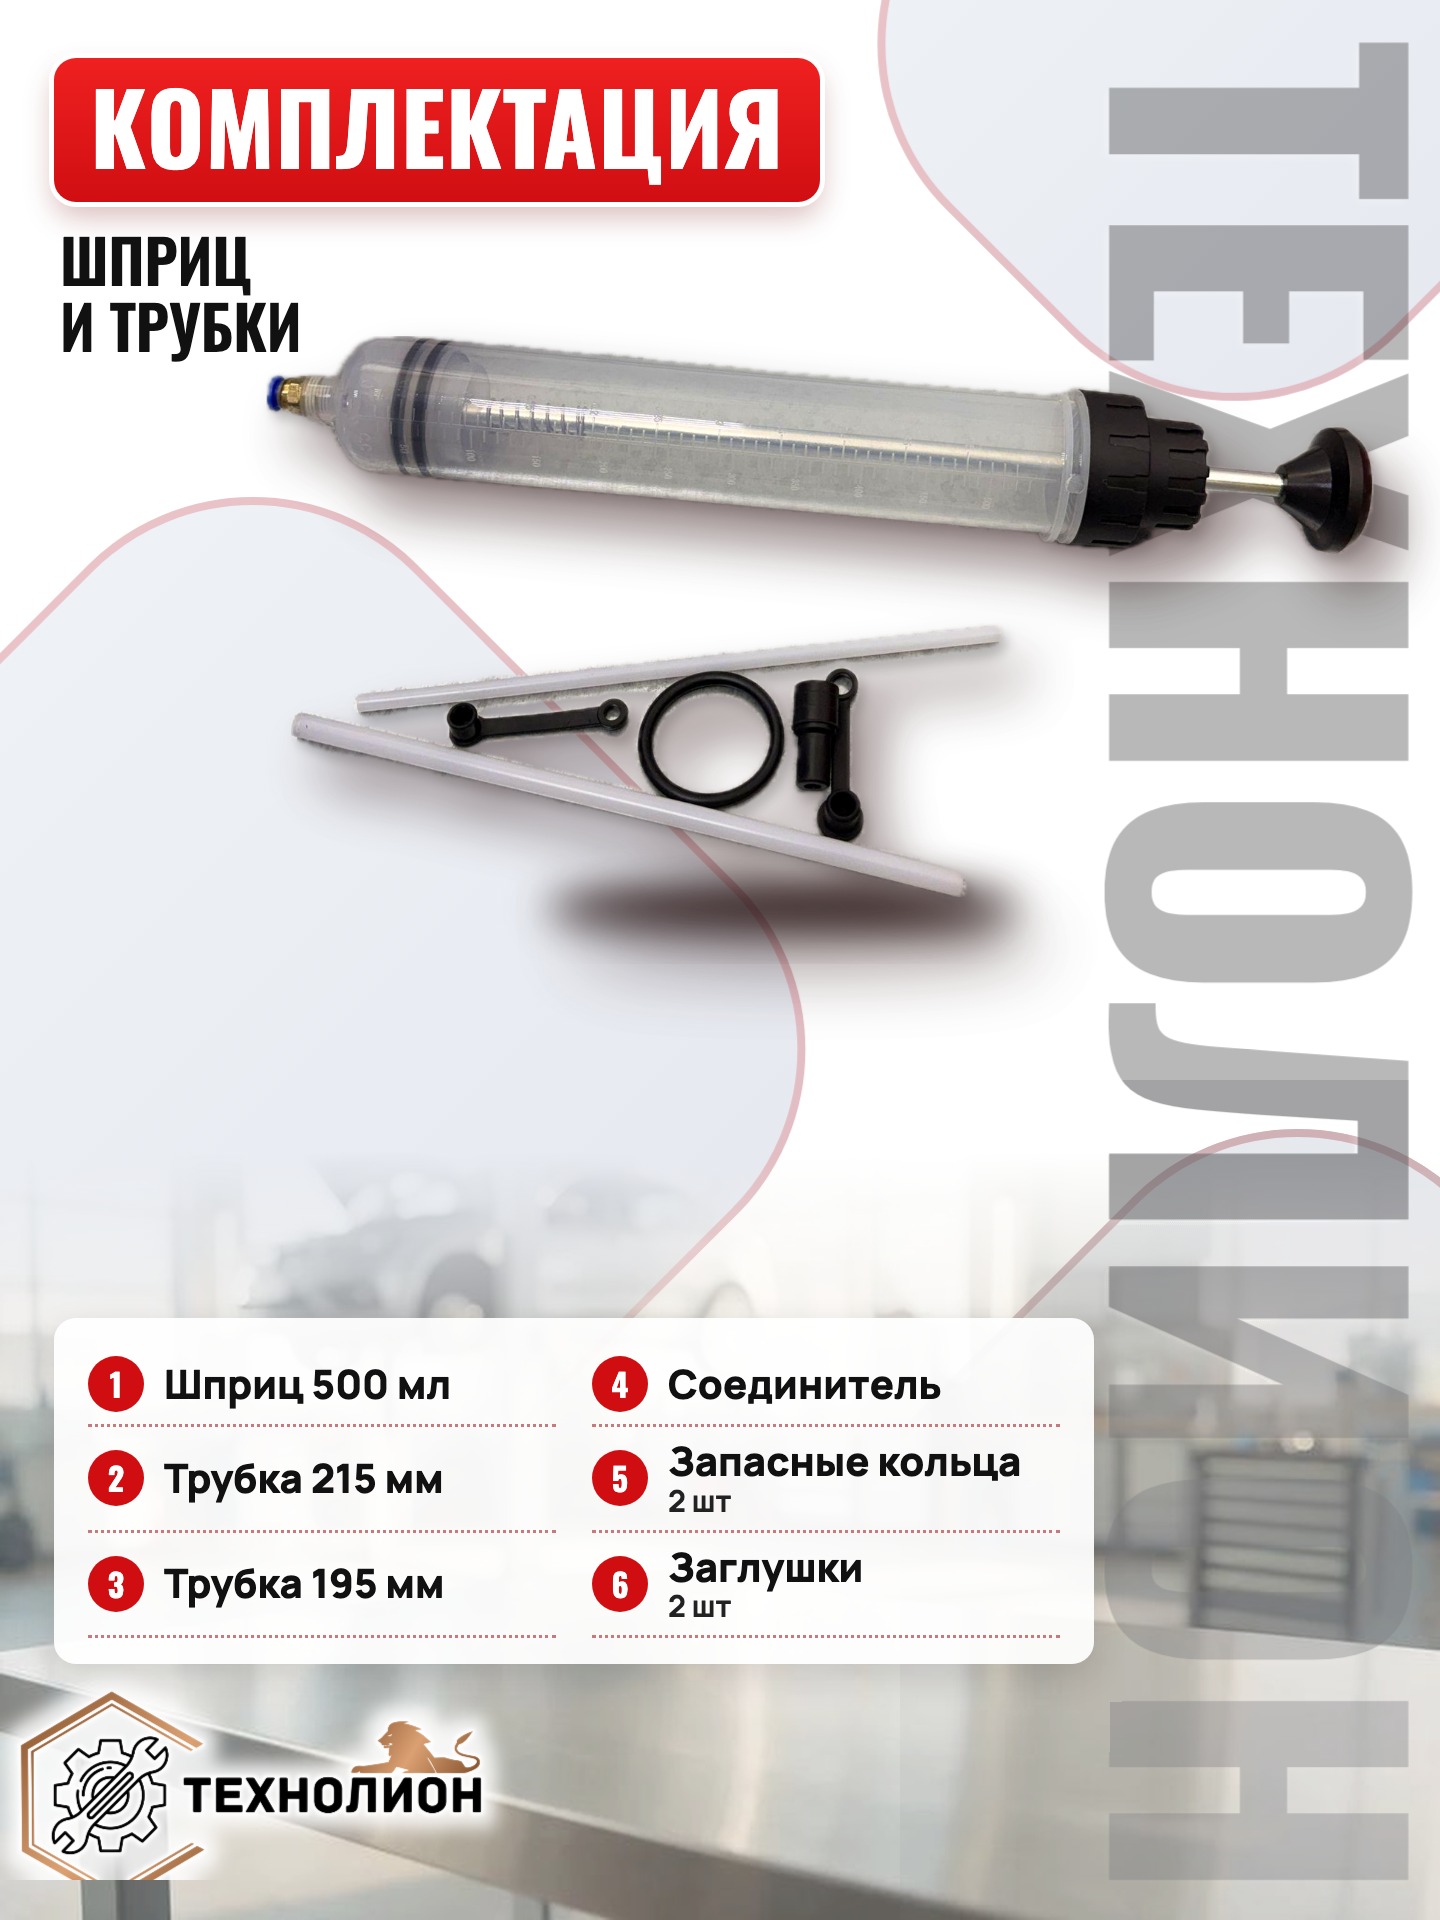 КОМПЛЕКТАЦИЯ
ШПРИЦ
И ТРУБКИ
ТЕХНОЛИОН
1 Шприц 500 мл
2 Трубка 215 мм
3 Трубка 195 мм
4 Соединитель
5 Запасные кольца
2 шт
6 Заглушки
2 шт
ТЕХНОЛИОН